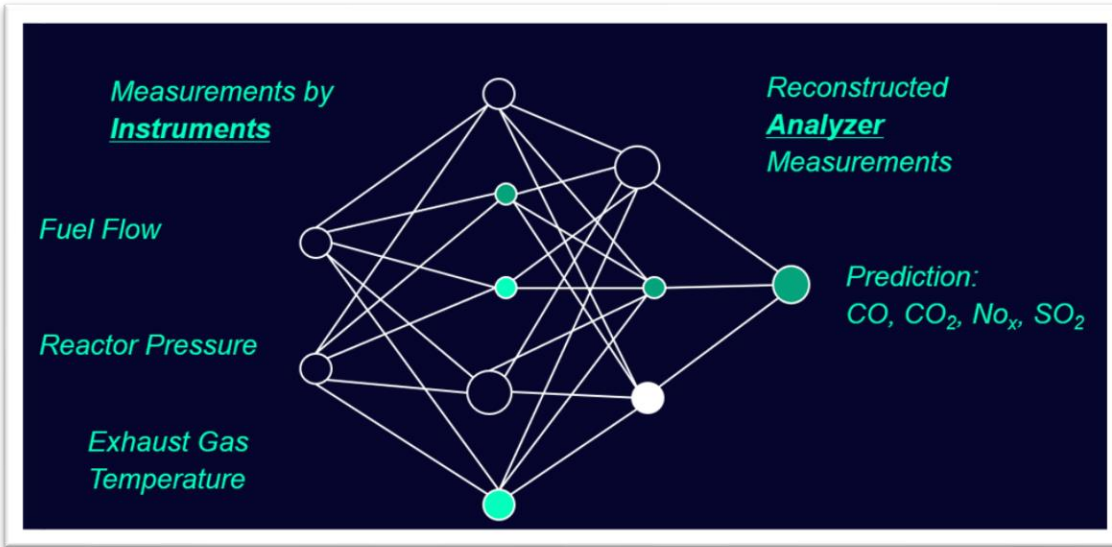 Measurements by
Instruments
Fuel Flow
Reactor Pressure
Exhaust Gas
Temperature
Reconstructed
Analyzer
Measurements
Prediction:
CO, CO₂, Noₓ, SO₂